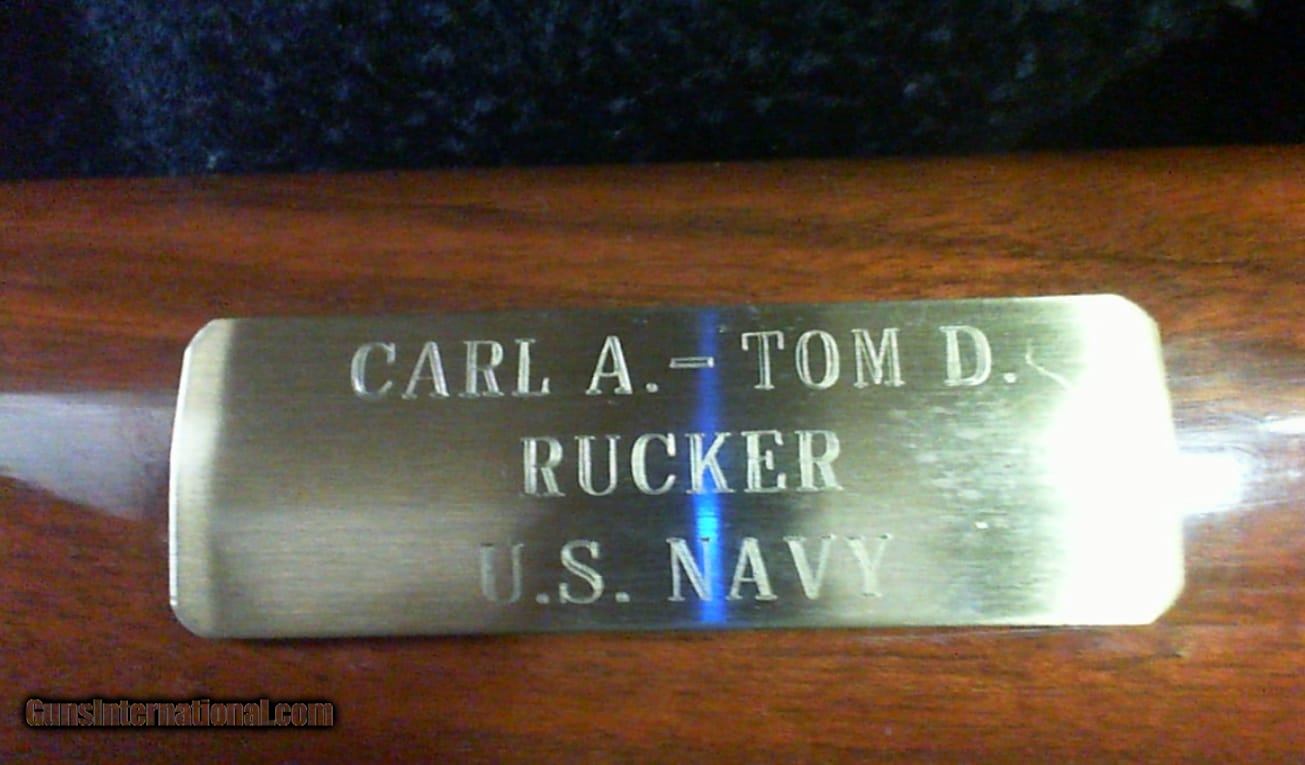 CARL A.- TOM D.
RUCKER
U.S. NAVY
GunsInternational.com